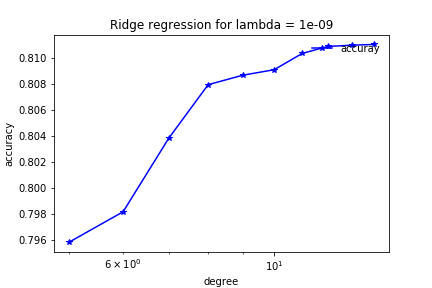 Ridge regression for lambda = 1e-09
accuray
0.810
0.808
0.806
0.804
0.802
0.800
0.798
0.796
accuracy
6 × 10⁰
10¹
degree